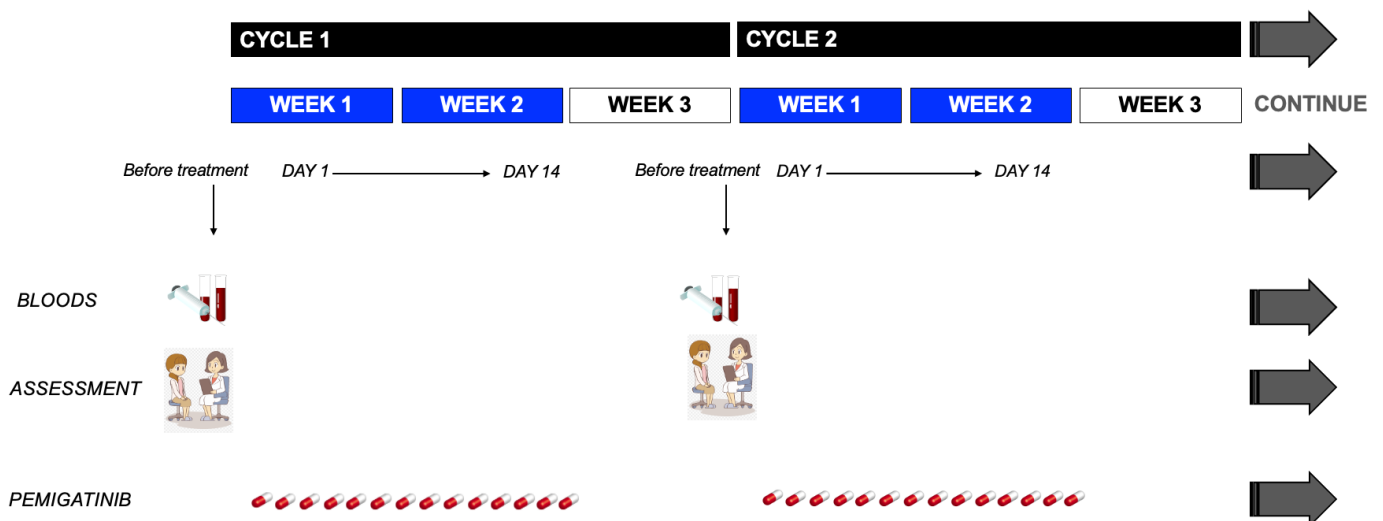 CYCLE 1 CYCLE 2
WEEK 1 WEEK 2 WEEK 3 WEEK 1 WEEK 2 WEEK 3 CONTINUE
Before treatment DAY 1 DAY 14 Before treatment DAY 1 DAY 14
BLOODS
ASSESSMENT
PEMIGATINIB